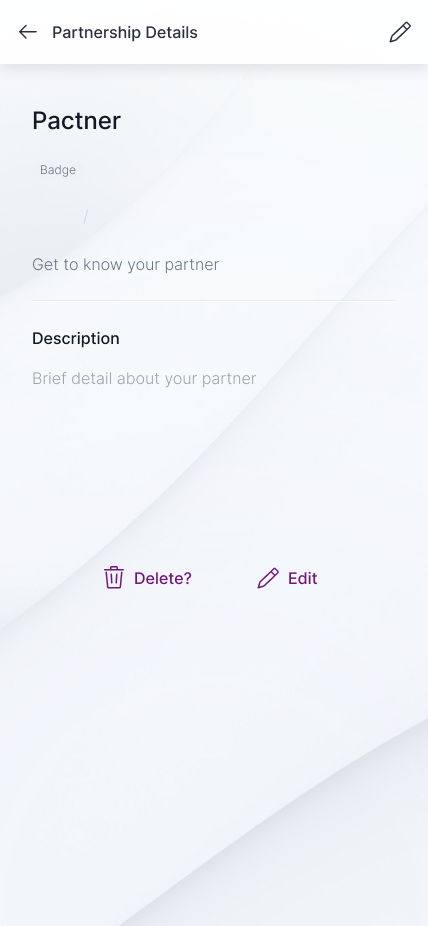 Partnership Details
Pactner
Badge
/
Get to know your partner
Description
Brief detail about your partner
Delete?
Edit